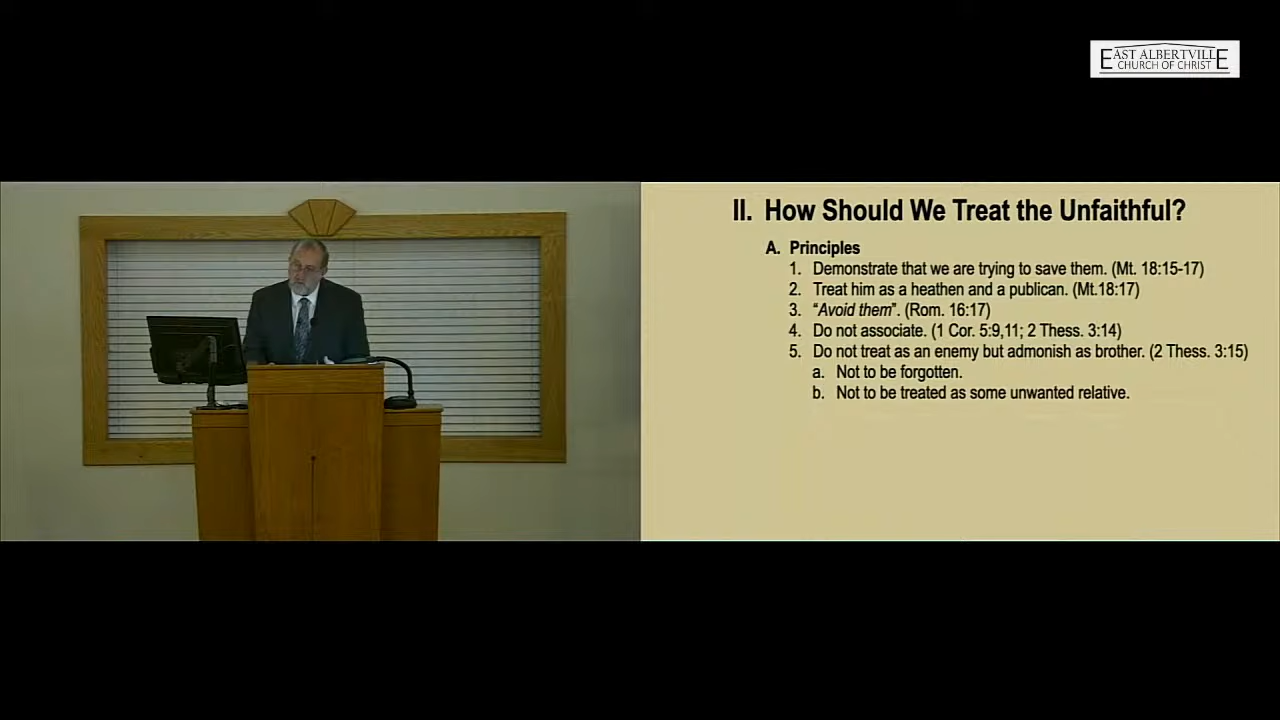 EAST ALBERTVILLE
CHURCH OF CHRIST
II. How Should We Treat the Unfaithful?
A. Principles
1. Demonstrate that we are trying to save them. (Mt. 18:15-17)
2. Treat him as a heathen and a publican. (Mt.18:17)
3. “Avoid them”. (Rom. 16:17)
4. Do not associate. (1 Cor. 5:9,11; 2 Thess. 3:14)
5. Do not treat as an enemy but admonish as brother. (2 Thess. 3:15)
a. Not to be forgotten.
b. Not to be treated as some unwanted relative.